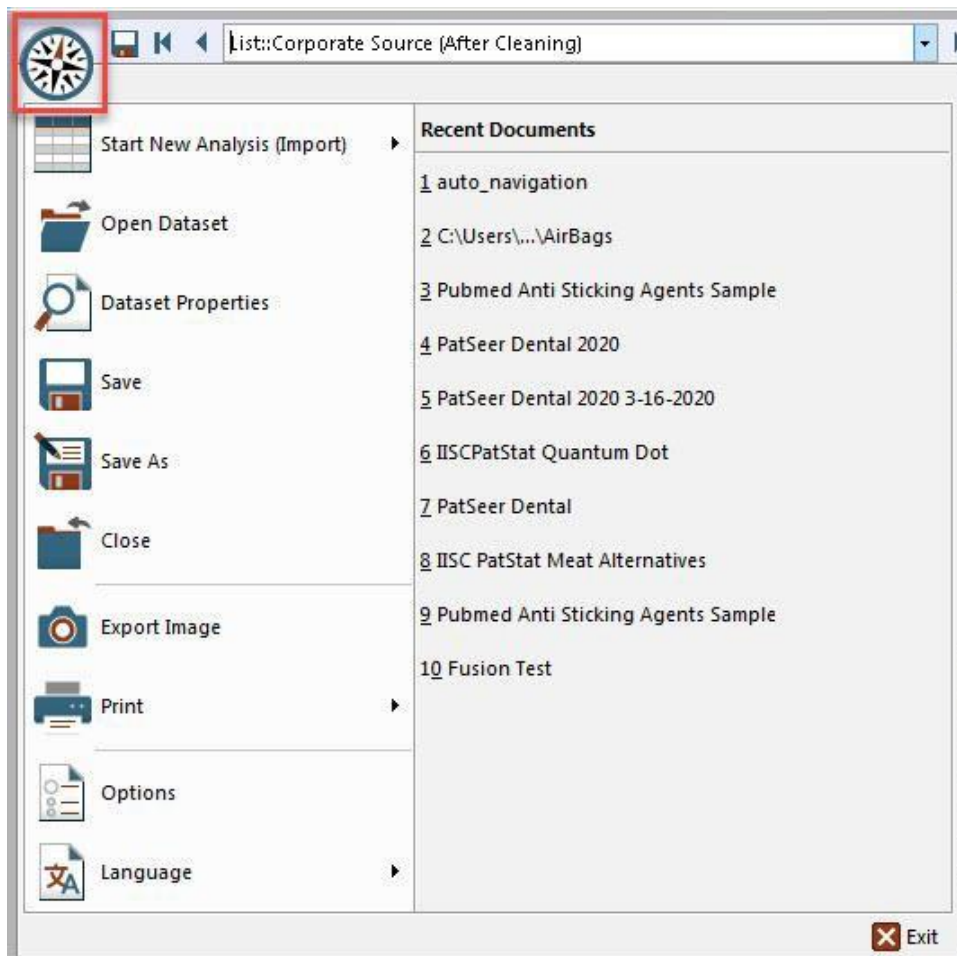 List::Corporate Source (After Cleaning)
Start New Analysis (Import)
Open Dataset
Dataset Properties
Save
Save As
Close
Export Image
Print
Options
Language
Recent Documents
1 auto_navigation
2 C:\Users\...\AirBags
3 Pubmed Anti Sticking Agents Sample
4 PatSeer Dental 2020
5 PatSeer Dental 2020 3-16-2020
6 IISCPatStat Quantum Dot
7 PatSeer Dental
8 IISC PatStat Meat Alternatives
9 Pubmed Anti Sticking Agents Sample
10 Fusion Test
文A
Exit